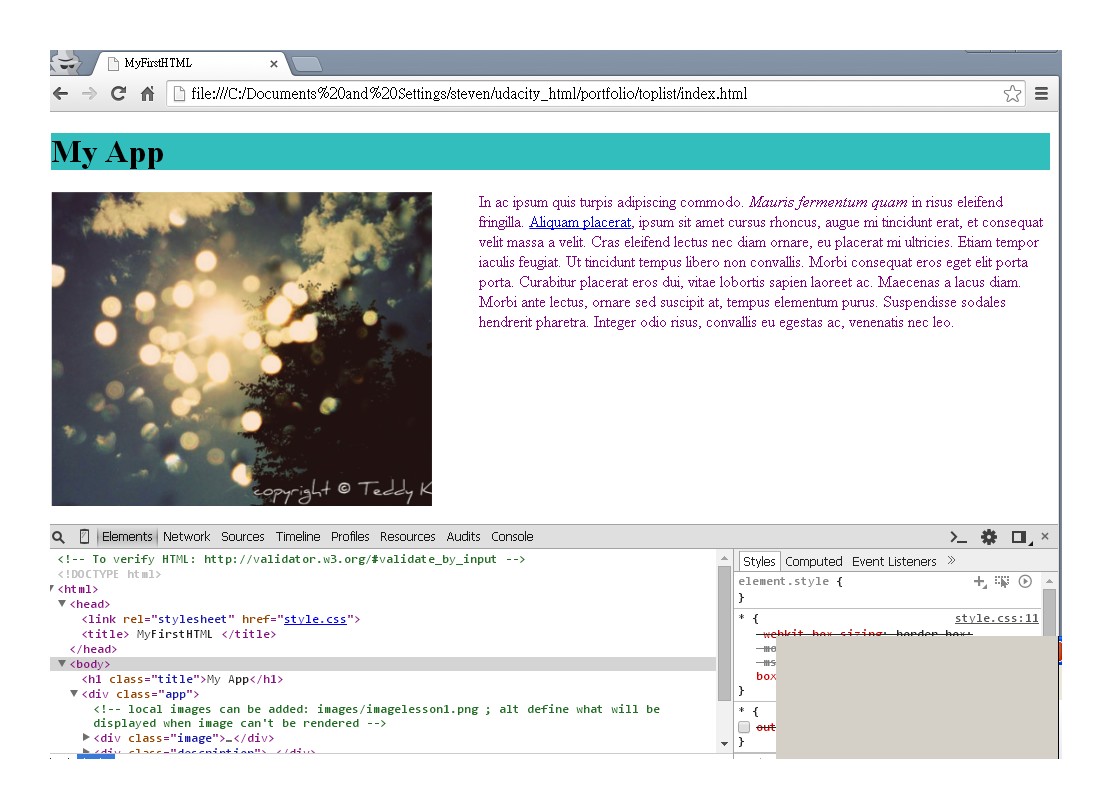 MyFirstHTML ×
file:///C:/Documents%20and%20Settings/steven/udacity_html/portfolio/toplist/index.html
My App
In ac ipsum quis turpis adipiscing commodo. Mauris fermentum quam in risus eleifend
fringilla. Aliquam placerat, ipsum sit amet cursus rhoncus, augue mi tincidunt erat, et consequat
velit massa a velit. Cras eleifend lectus nec diam ornare, eu placerat mi ultricies. Etiam tempor
iaculis feugiat. Ut tincidunt tempus libero non convallis. Morbi consequat eros eget elit porta
porta. Curabitur placerat eros dui, vitae lobortis sapien laoreet ac. Maecenas a lacus diam.
Morbi ante lectus, ornare sed suscipit at, tempus elementum purus. Suspendisse sodales
hendrerit pharetra. Integer odio risus, convallis eu egestas ac, venenatis nec leo.
copyright © Teddy K
Elements Network Sources Timeline Profiles Resources Audits Console
<!-- To verify HTML: http://validator.w3.org/#validate_by_input -->
<!DOCTYPE html>
<html>
<head>
<link rel="stylesheet" href="style.css">
<title> MyFirstHTML </title>
</head>
<body>
<h1 class="title">My App</h1>
<div class="app">
<!-- local images can be added: images/imagelesson1.png ; alt define what will be
displayed when image can't be rendered -->
<div class="image">…</div>
<div class="description">…</div>
Styles Computed Event Listeners »
element.style {
}
* { style.css:11
-webkit-box-sizing: border-box;
box
}
* {
out
}